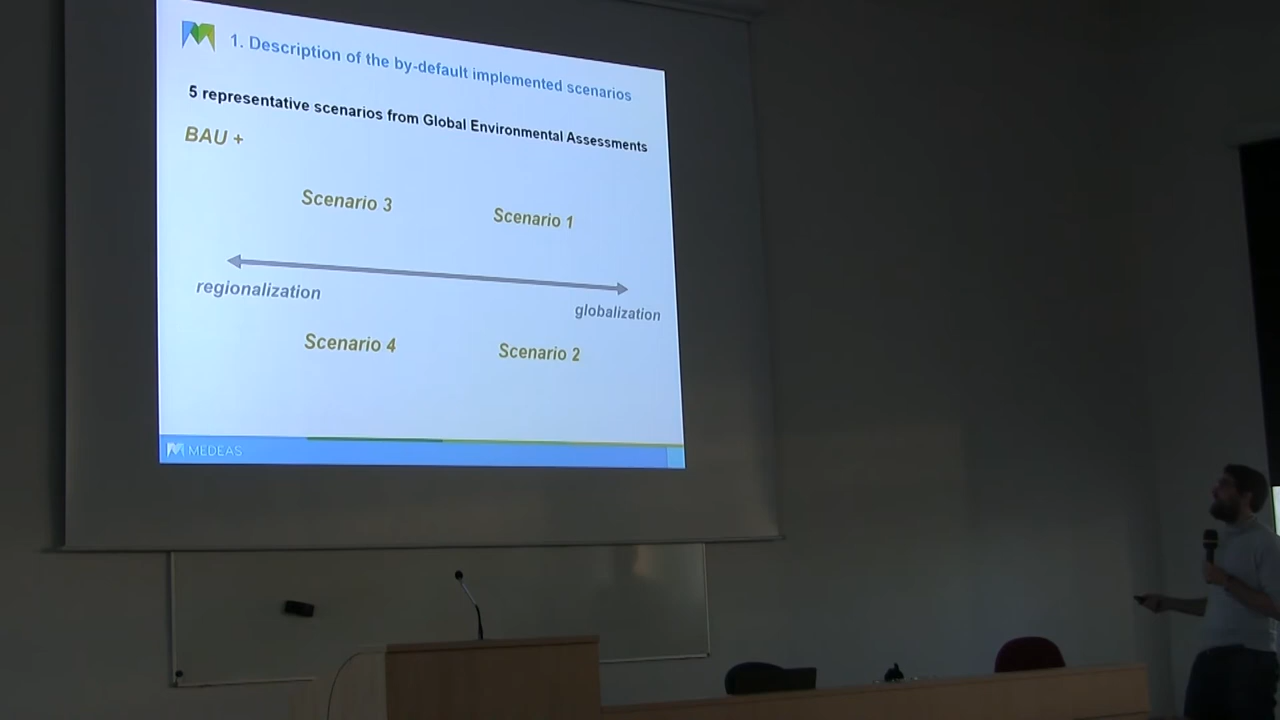 1. Description of the by-default implemented scenarios
5 representative scenarios from Global Environmental Assessments
BAU +
Scenario 3
Scenario 1
regionalization
globalization
Scenario 4
Scenario 2
MEDEAS